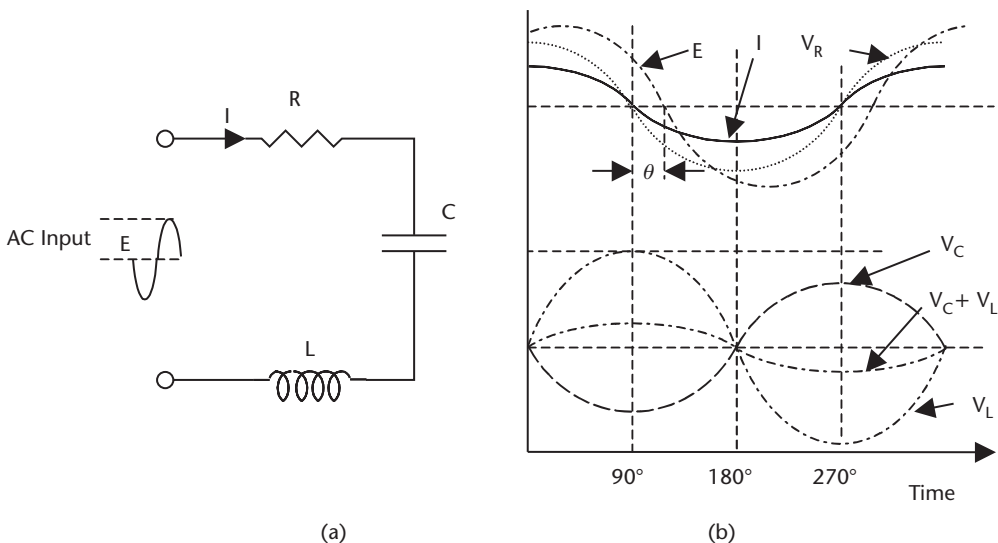 R
I
C
AC Input
E
L
(a)
E
I
V_R
θ
V_C
V_C + V_L
V_L
90°
180°
270°
Time
(b)